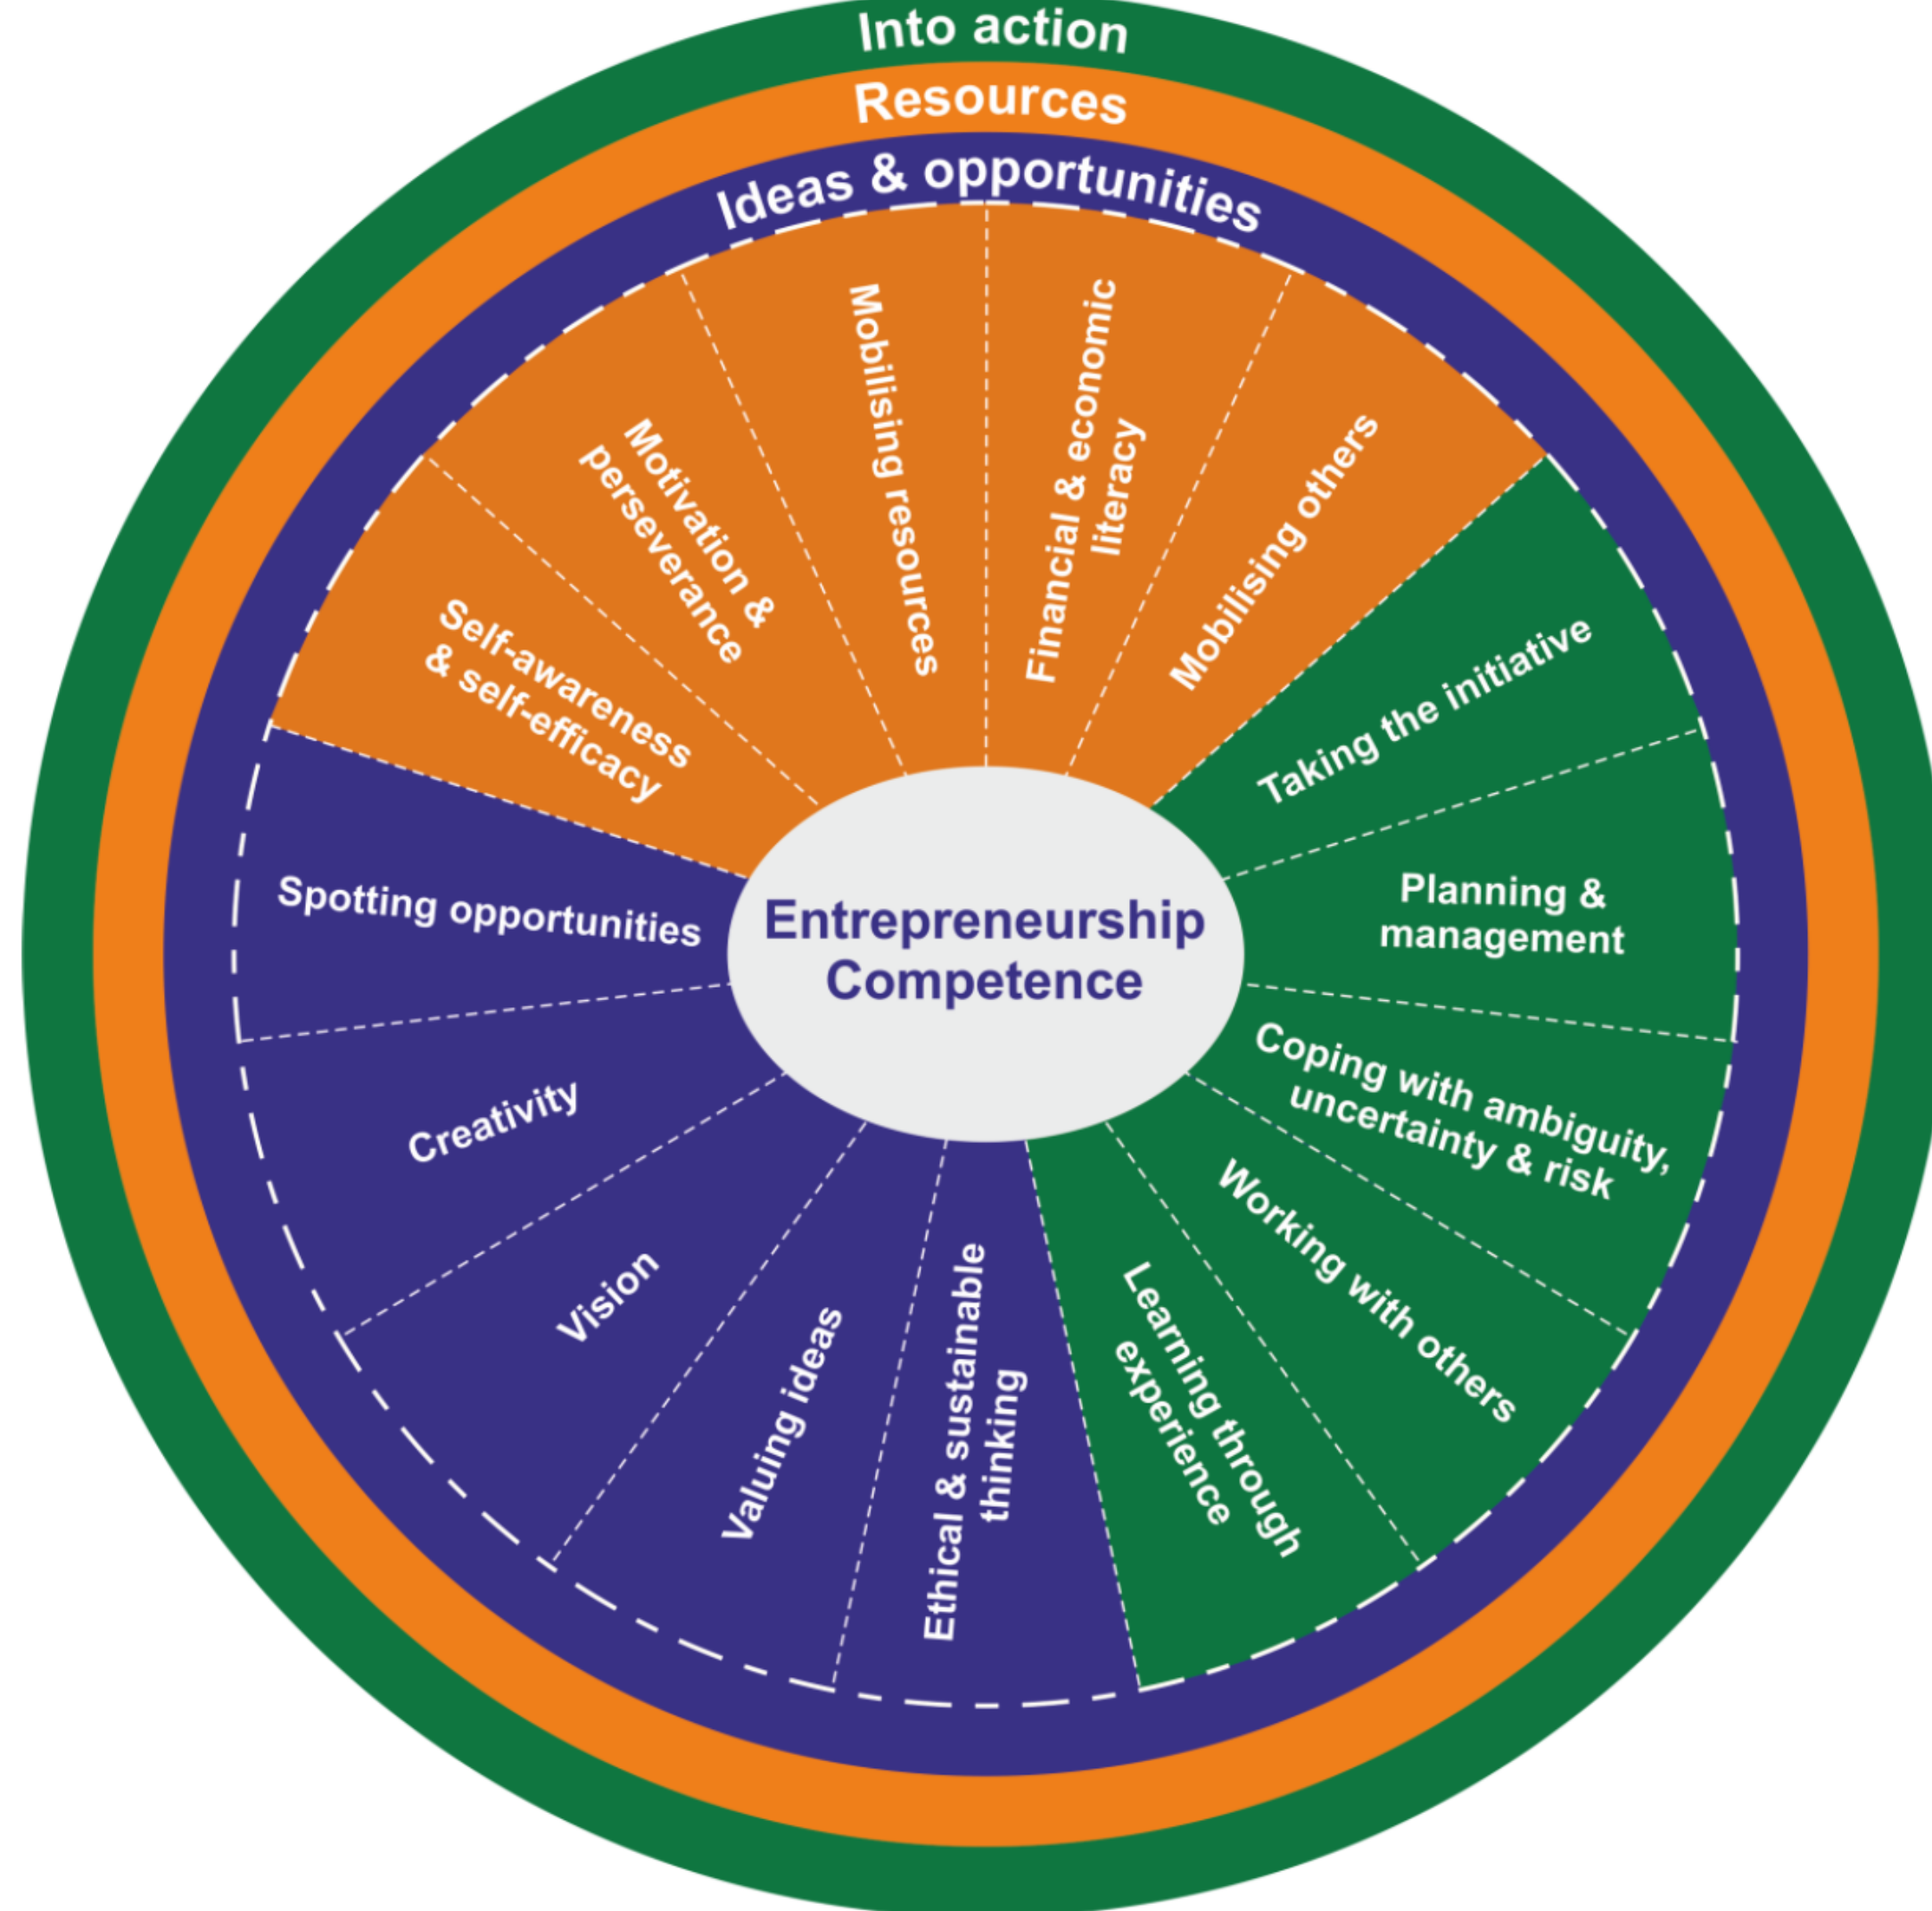 Into action
Resources
Ideas & opportunities
Mobilising resources
Financial & economic
literacy
Mobilising others
Taking the initiative
Planning &
management
Coping with ambiguity,
uncertainty & risk
Working with others
Learning through
experience
Ethical & sustainable
thinking
Valuing ideas
Vision
Creativity
Spotting opportunities
Self-awareness
& self-efficacy
Motivation &
perseverance
Entrepreneurship
Competence